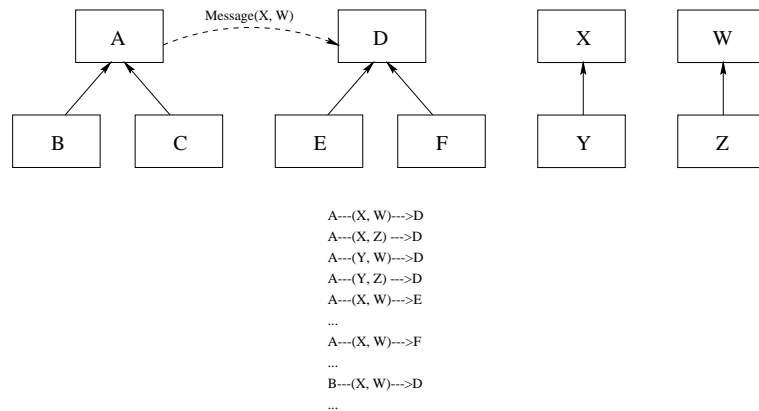 Message(X, W)
A
D
X
W
B
C
E
F
Y
Z
A---(X, W)--->D
A---(X, Z) --->D
A---(Y, W)--->D
A---(Y, Z) --->D
A---(X, W)--->E
...
A---(X, W)--->F
...
B---(X, W)--->D
...